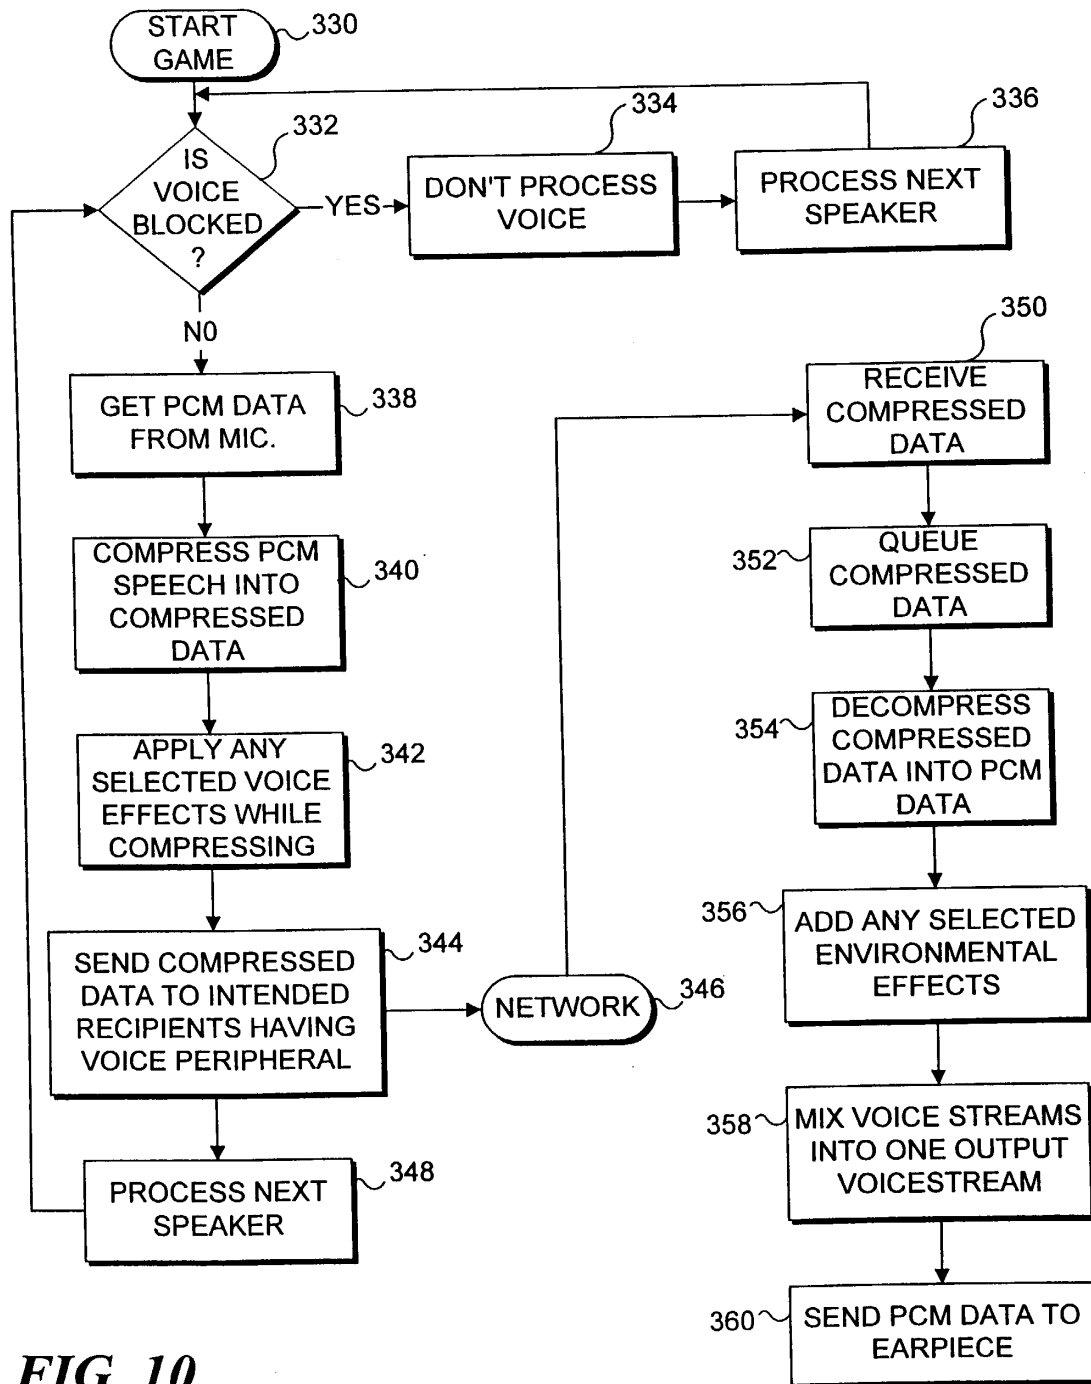 START
GAME
330
332
IS
VOICE
BLOCKED
?
YES
334
DON'T PROCESS
VOICE
336
PROCESS NEXT
SPEAKER
N0
GET PCM DATA
FROM MIC.
338
COMPRESS PCM
SPEECH INTO
COMPRESSED
DATA
340
APPLY ANY
SELECTED VOICE
EFFECTS WHILE
COMPRESSING
342
SEND COMPRESSED
DATA TO INTENDED
RECIPIENTS HAVING
VOICE PERIPHERAL
344
NETWORK
346
PROCESS NEXT
SPEAKER
348
350
RECEIVE
COMPRESSED
DATA
352
QUEUE
COMPRESSED
DATA
354
DECOMPRESS
COMPRESSED
DATA INTO PCM
DATA
356
ADD ANY SELECTED
ENVIRONMENTAL
EFFECTS
358
MIX VOICE STREAMS
INTO ONE OUTPUT
VOICESTREAM
360
SEND PCM DATA TO
EARPIECE
FIG. 10